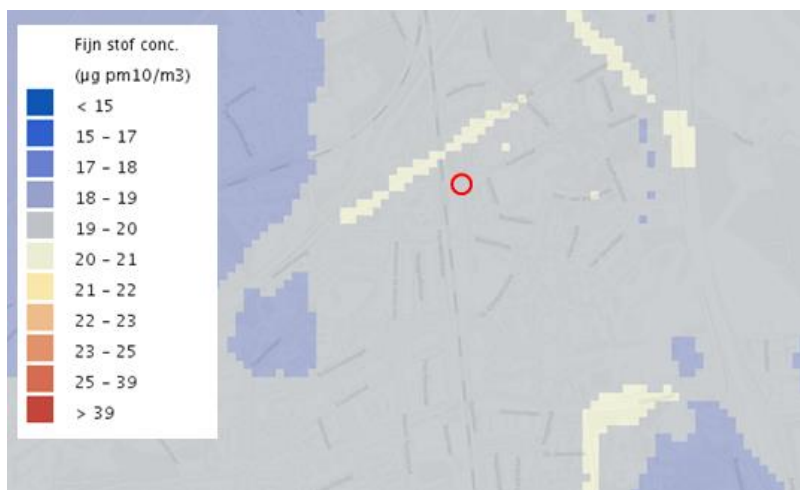 Fijn stof conc.
(µg pm10/m3)
< 15
15 – 17
17 – 18
18 – 19
19 – 20
20 – 21
21 – 22
22 – 23
23 – 25
25 – 39
> 39